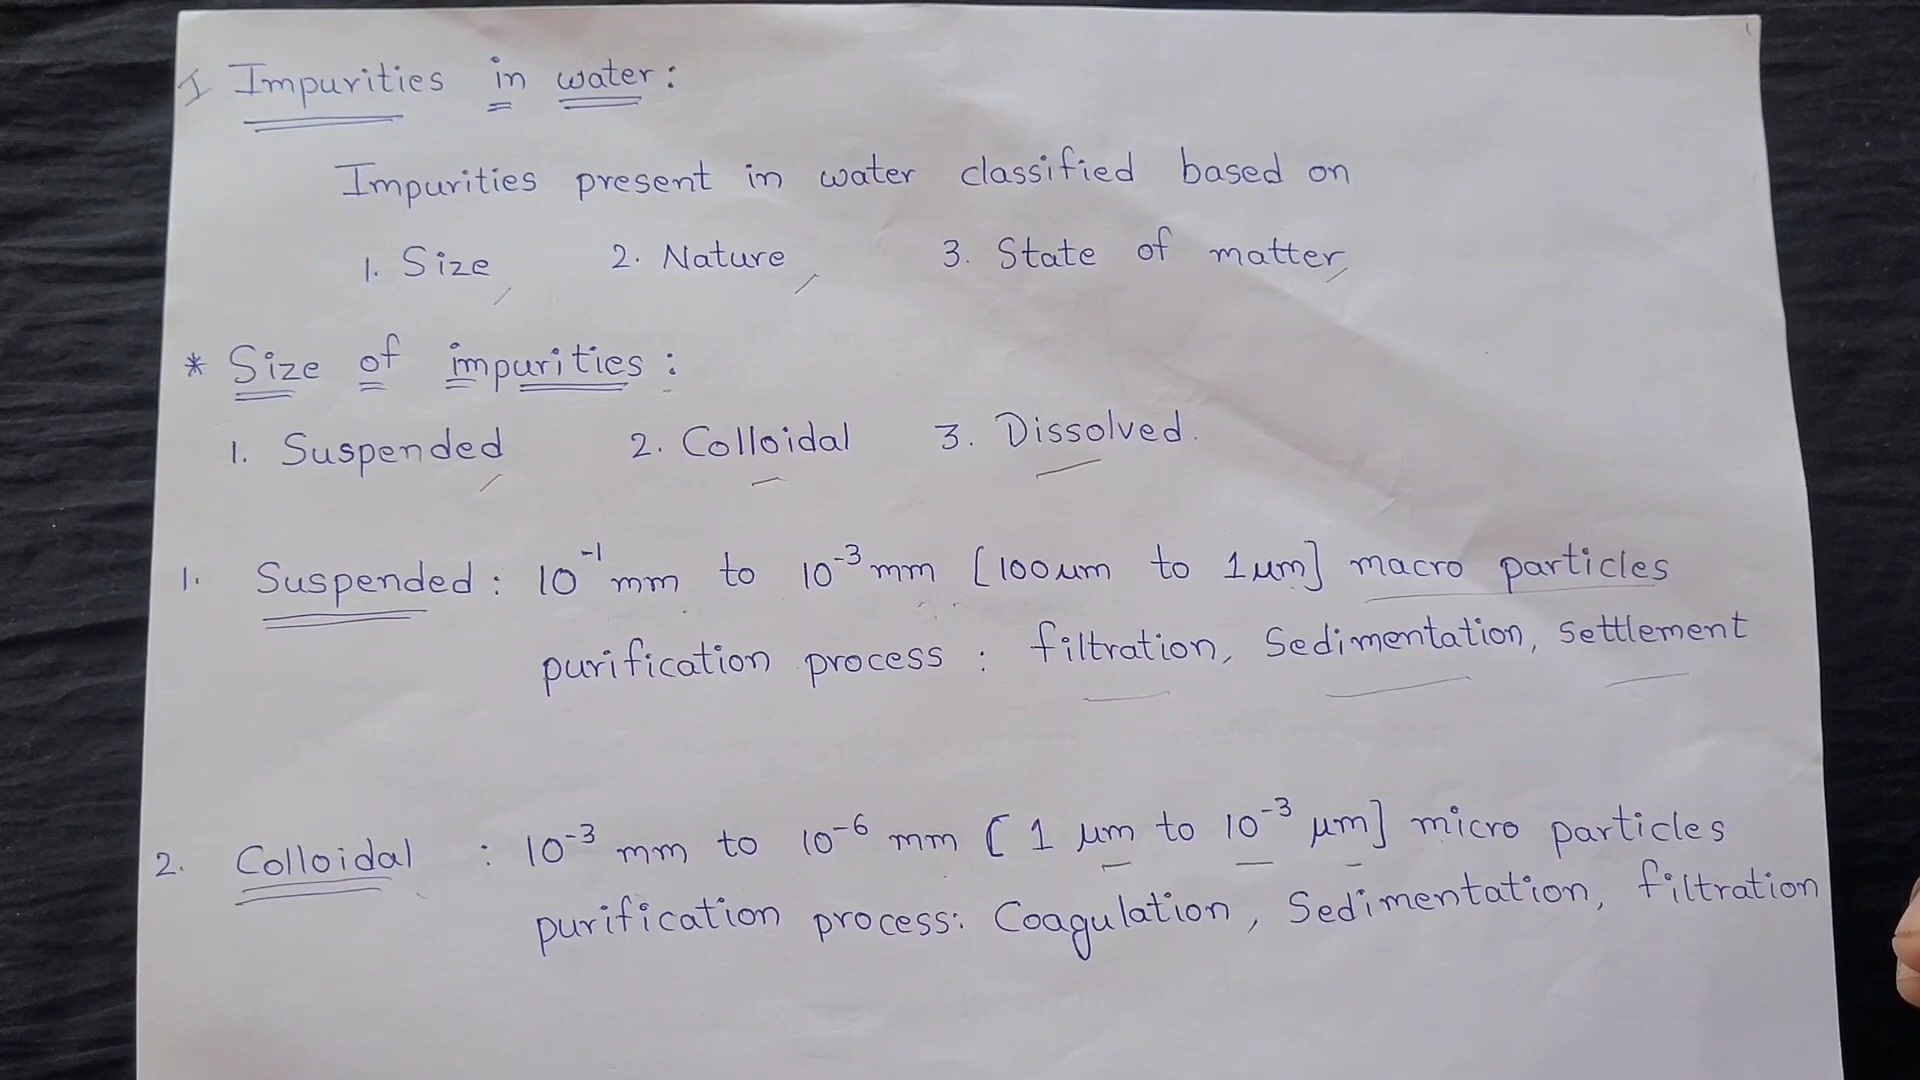 I Impurities in water:
Impurities present in water classified based on
1. Size 2. Nature 3. State of matter
* Size of impurities:
1. Suspended 2. Colloidal 3. Dissolved.
1. Suspended: 10⁻¹ mm to 10⁻³ mm [100 um to 1 um] macro particles
purification process: filtration, Sedimentation, settlement
2. Colloidal : 10⁻³ mm to 10⁻⁶ mm [1 µm to 10⁻³ µm] micro particles
purification process: Coagulation, Sedimentation, filtration